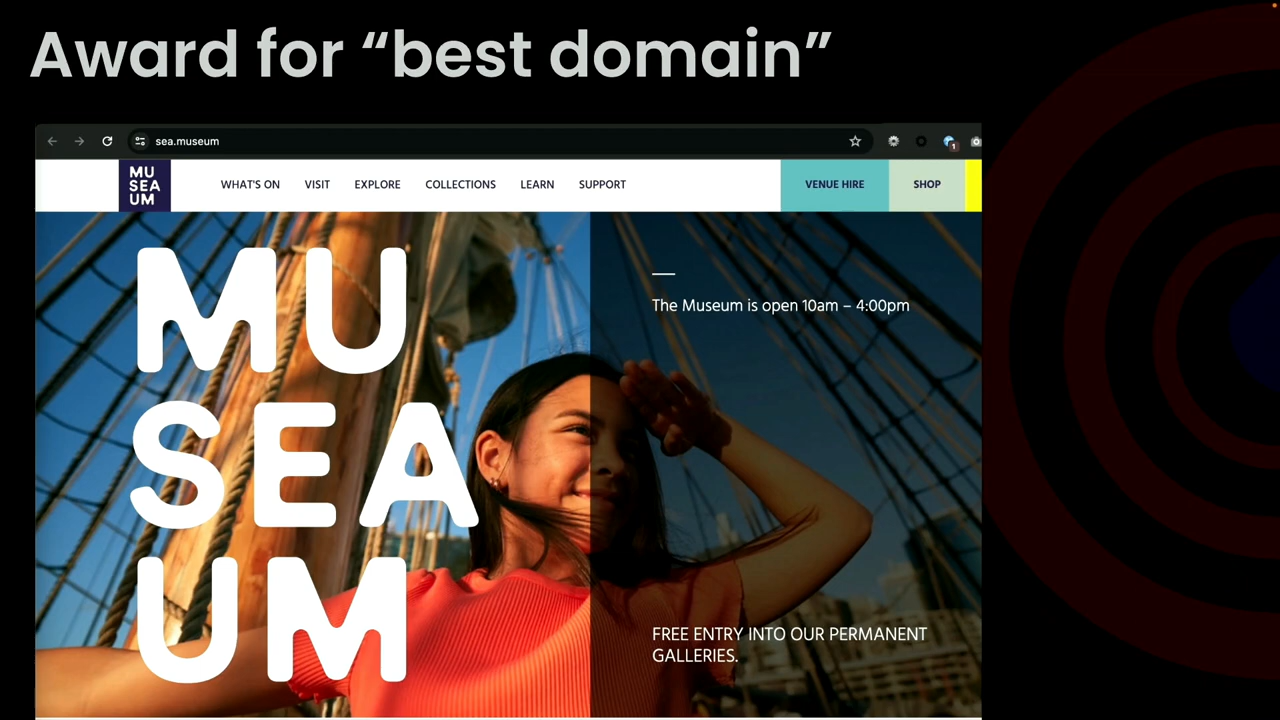 Award for “best domain”
sea.museum
1
MU
SEA
UM
WHAT'S ON
VISIT
EXPLORE
COLLECTIONS
LEARN
SUPPORT
VENUE HIRE
SHOP
MU
SEA
UM
The Museum is open 10am – 4:00pm
FREE ENTRY INTO OUR PERMANENT
GALLERIES.